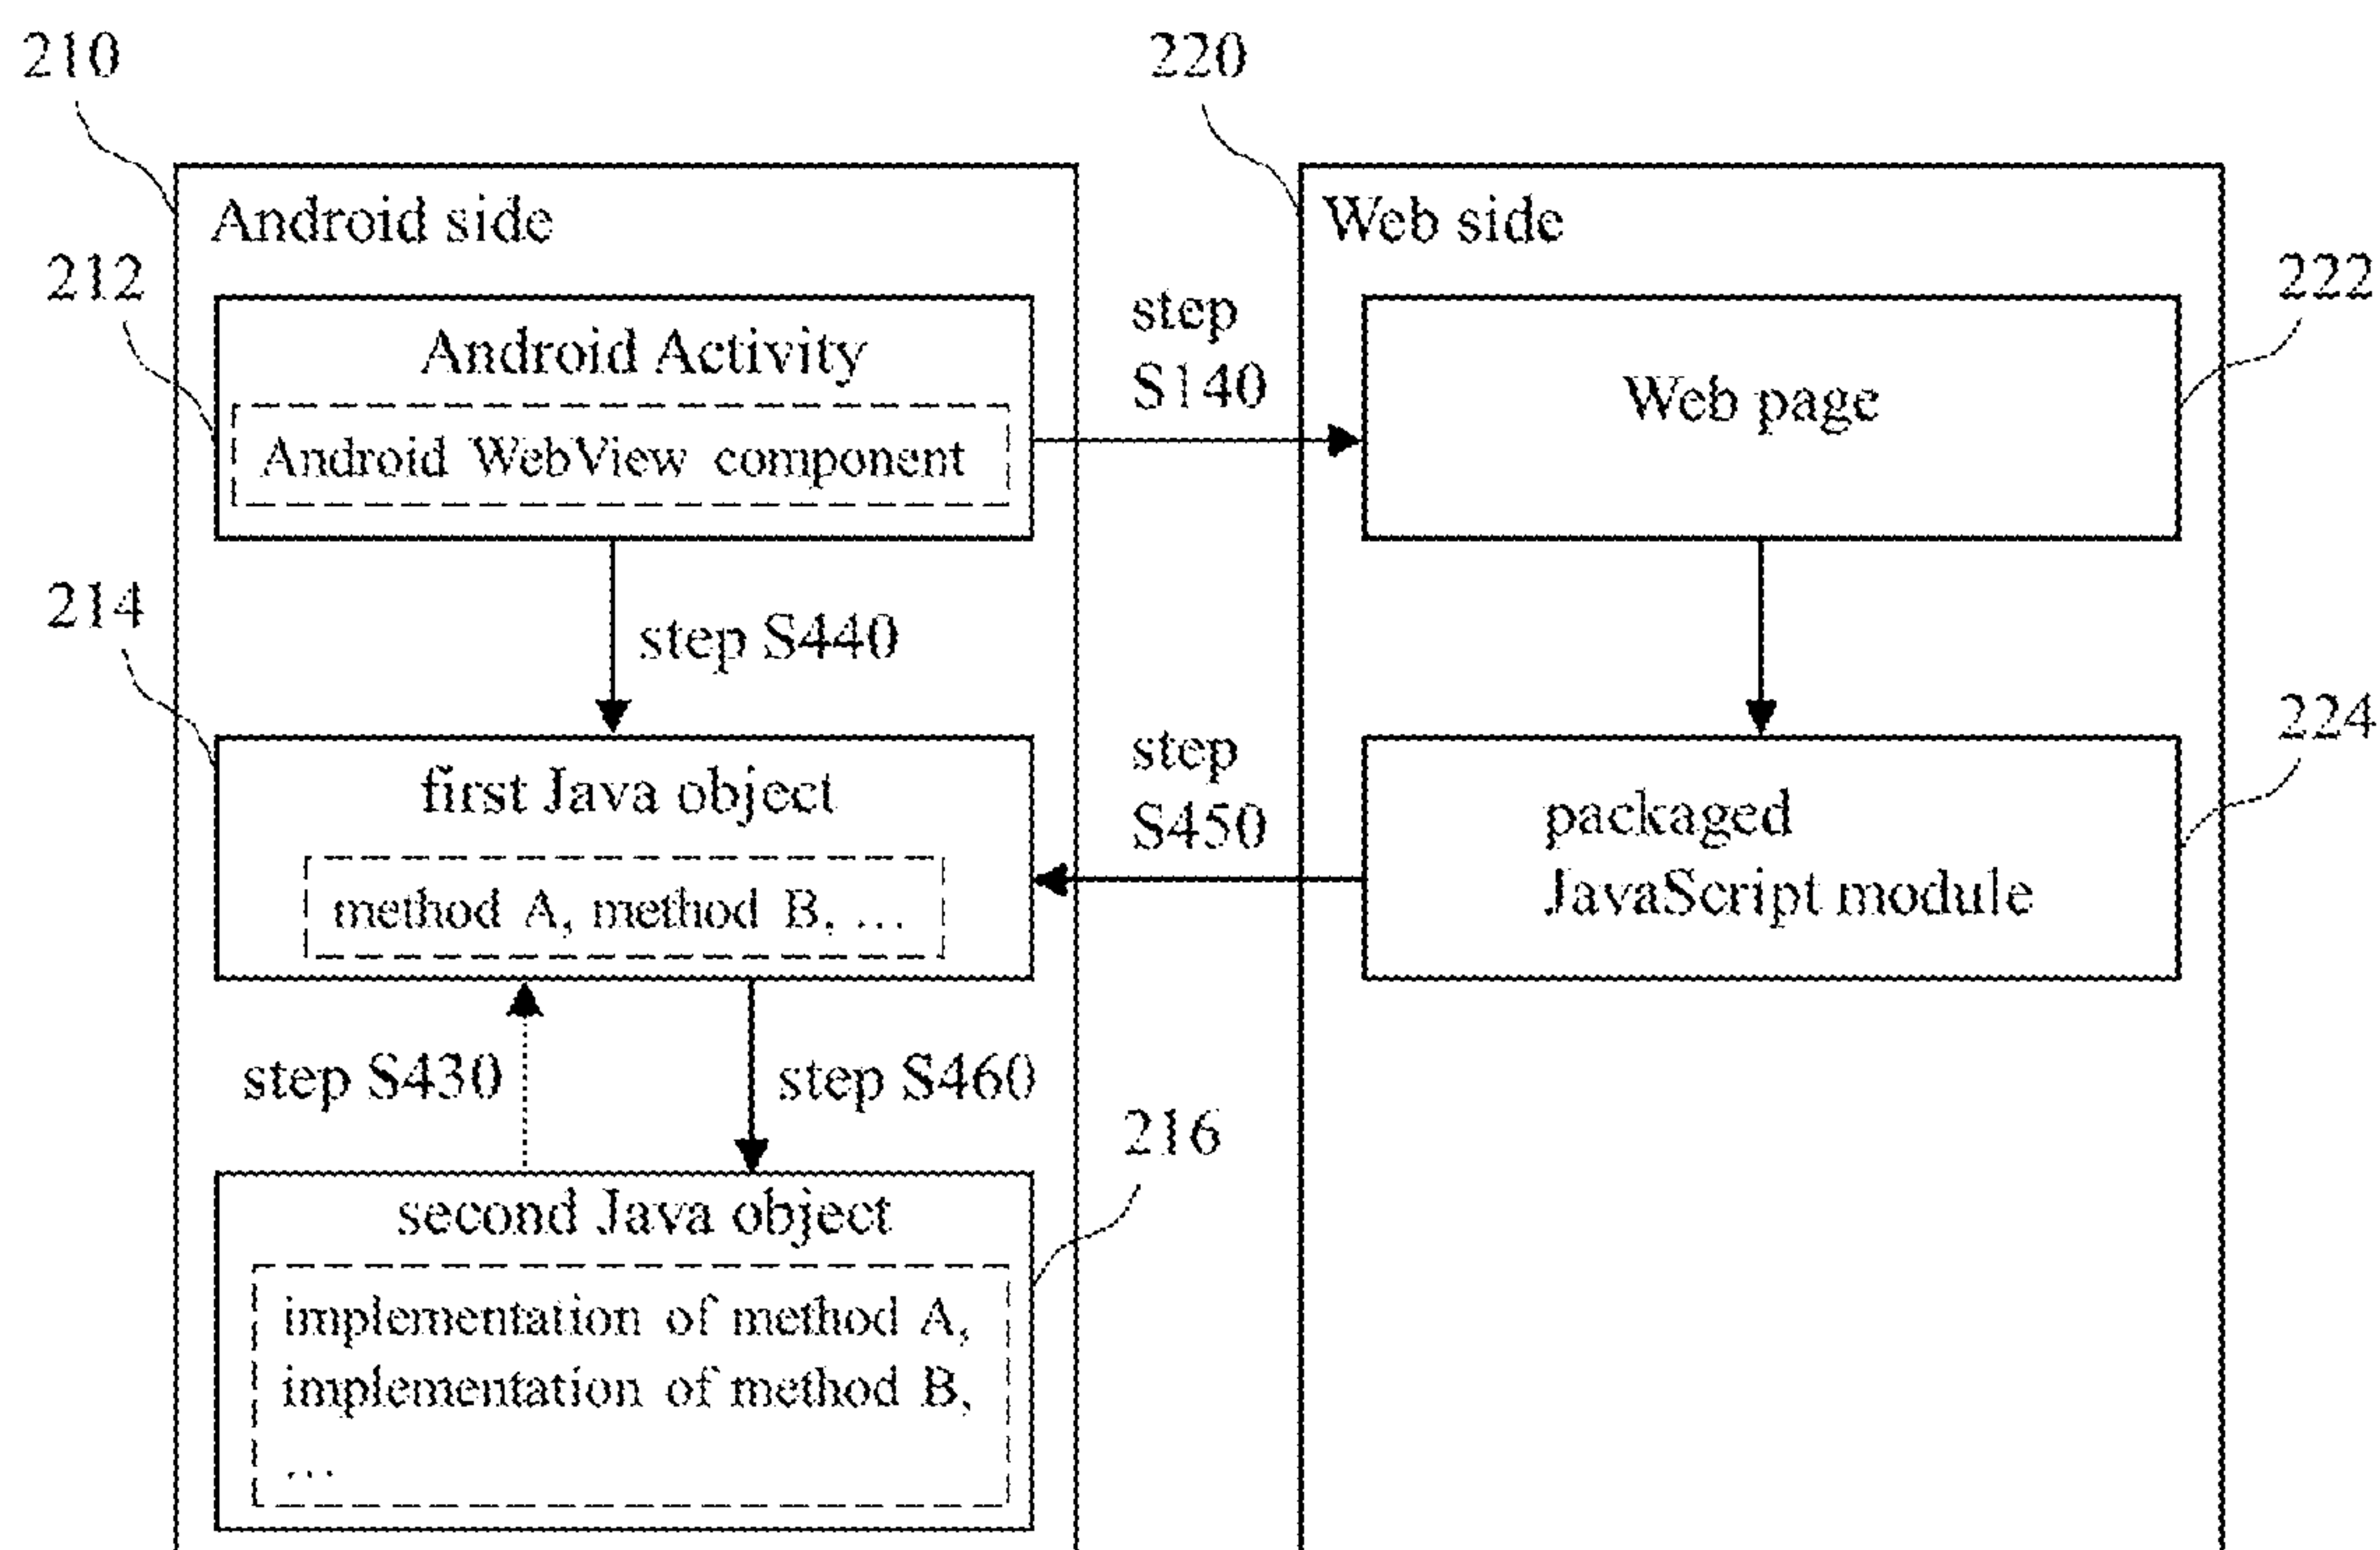 210
220
Android side
Web side
212
222
Android Activity
Android WebView component
step
S140
Web page
214
step S440
224
first Java object
method A, method B, ...
step
S450
packaged
JavaScript module
step S430
step S460
216
second Java object
implementation of method A,
implementation of method B,
...